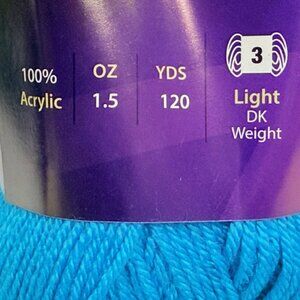 100%
Acrylic
OZ
1.5
YDS
120
3
Light
DK
Weight